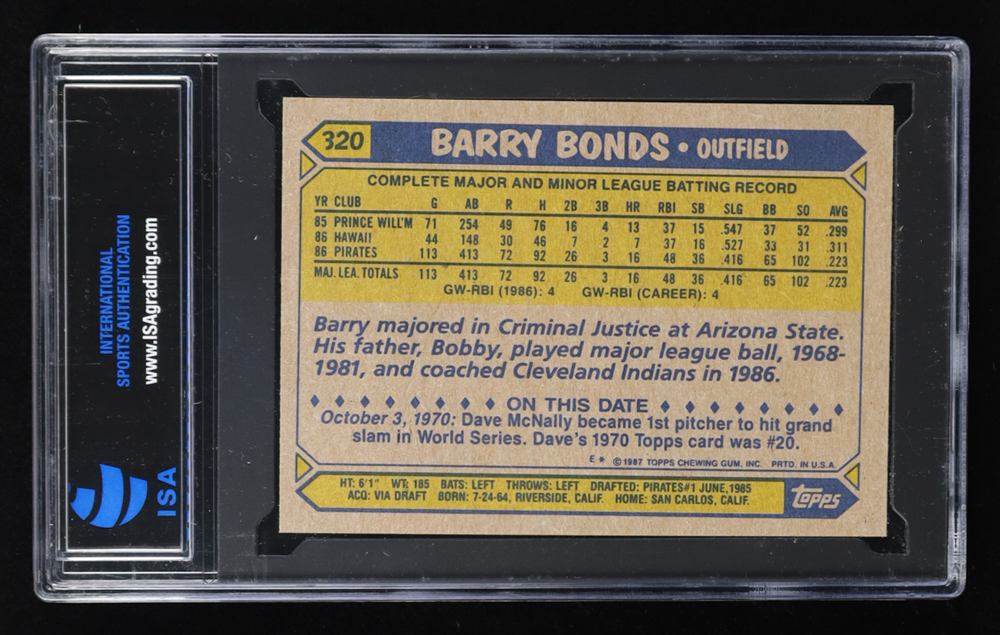 INTERNATIONAL
SPORTS AUTHENTICATION
www.ISAgrading.com
ISA
320
BARRY BONDS • OUTFIELD
COMPLETE MAJOR AND MINOR LEAGUE BATTING RECORD
YR CLUB G AB R H 2B 3B HR RBI SB SLG BB SO AVG
85 PRINCE WILL'M 71 254 49 76 16 4 13 37 15 .547 37 52 .299
86 HAWAII 44 148 30 46 7 2 7 37 16 .527 33 31 .311
86 PIRATES 113 413 72 92 26 3 16 48 36 .416 65 102 .223
MAJ. LEA. TOTALS 113 413 72 92 26 3 16 48 36 .416 65 102 .223
GW-RBI (1986): 4 GW-RBI (CAREER): 4
Barry majored in Criminal Justice at Arizona State.
His father, Bobby, played major league ball, 1968-
1981, and coached Cleveland Indians in 1986.
ON THIS DATE
October 3, 1970: Dave McNally became 1st pitcher to hit grand
slam in World Series. Dave's 1970 Topps card was #20.
E* ©1987 TOPPS CHEWING GUM, INC. PRTD. IN U.S.A.
HT: 6'1" WT: 185 BATS: LEFT THROWS: LEFT DRAFTED: PIRATES#1 JUNE,1985
ACQ: VIA DRAFT BORN: 7-24-64, RIVERSIDE, CALIF. HOME: SAN CARLOS, CALIF.
TOPPS